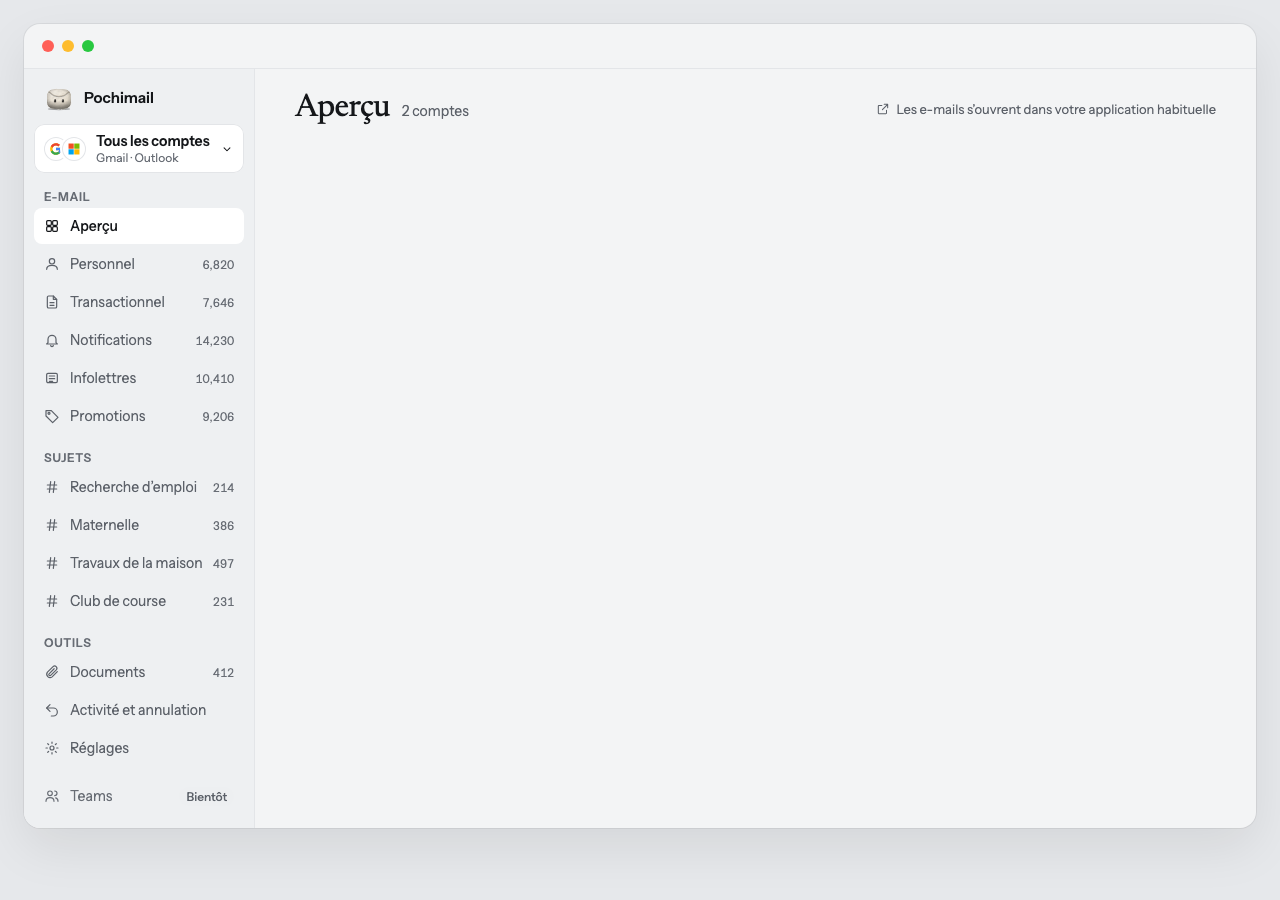 Pochimail
Tous les comptes
Gmail · Outlook
E-MAIL
Aperçu
Personnel 6,820
Transactionnel 7,646
Notifications 14,230
Infolettres 10,410
Promotions 9,206
SUJETS
Recherche d’emploi 214
Maternelle 386
Travaux de la maison 497
Club de course 231
OUTILS
Documents 412
Activité et annulation
Réglages
Teams Bientôt
Aperçu 2 comptes
Les e-mails s’ouvrent dans votre application habituelle